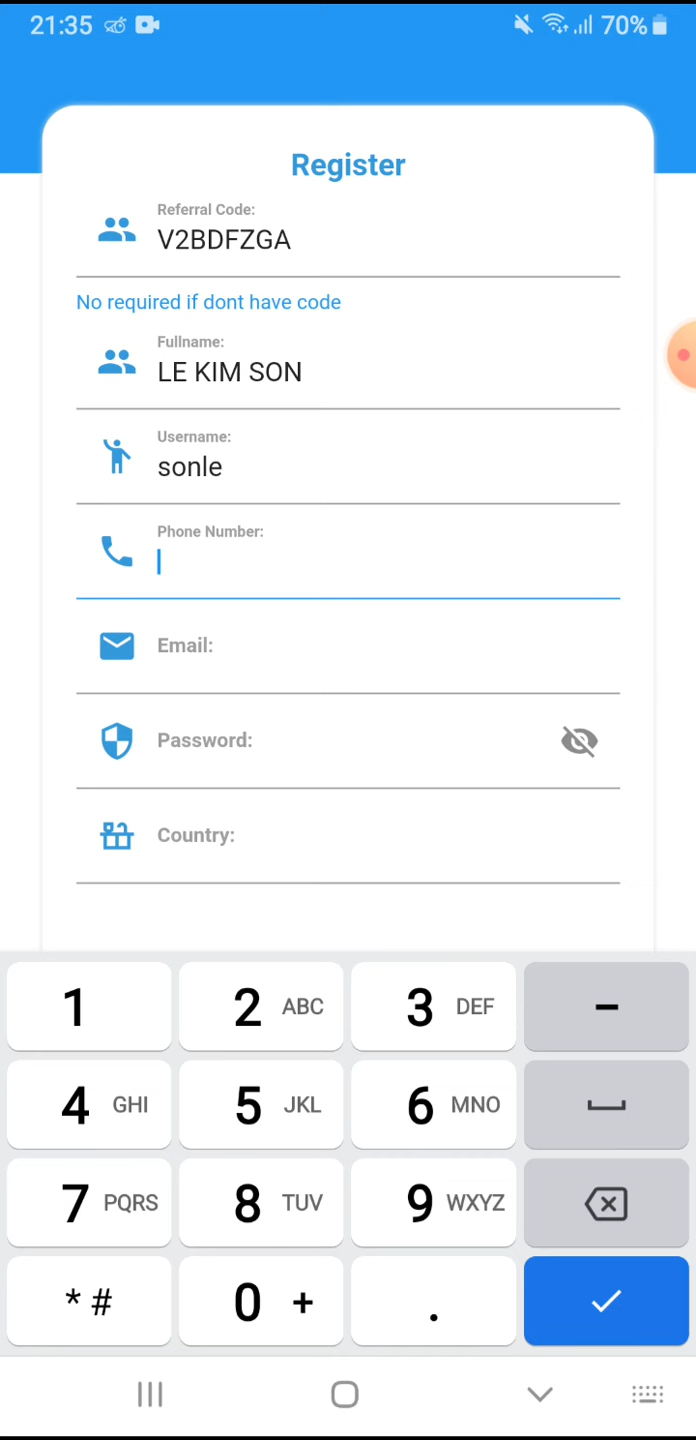 21:35 70%
Register
Referral Code:
V2BDFZGA
No required if dont have code
Fullname:
LE KIM SON
Username:
sonle
Phone Number:
Email:
Password:
Country:
1 2 ABC 3 DEF –
4 GHI 5 JKL 6 MNO
7 PQRS 8 TUV 9 WXYZ
* # 0 + .